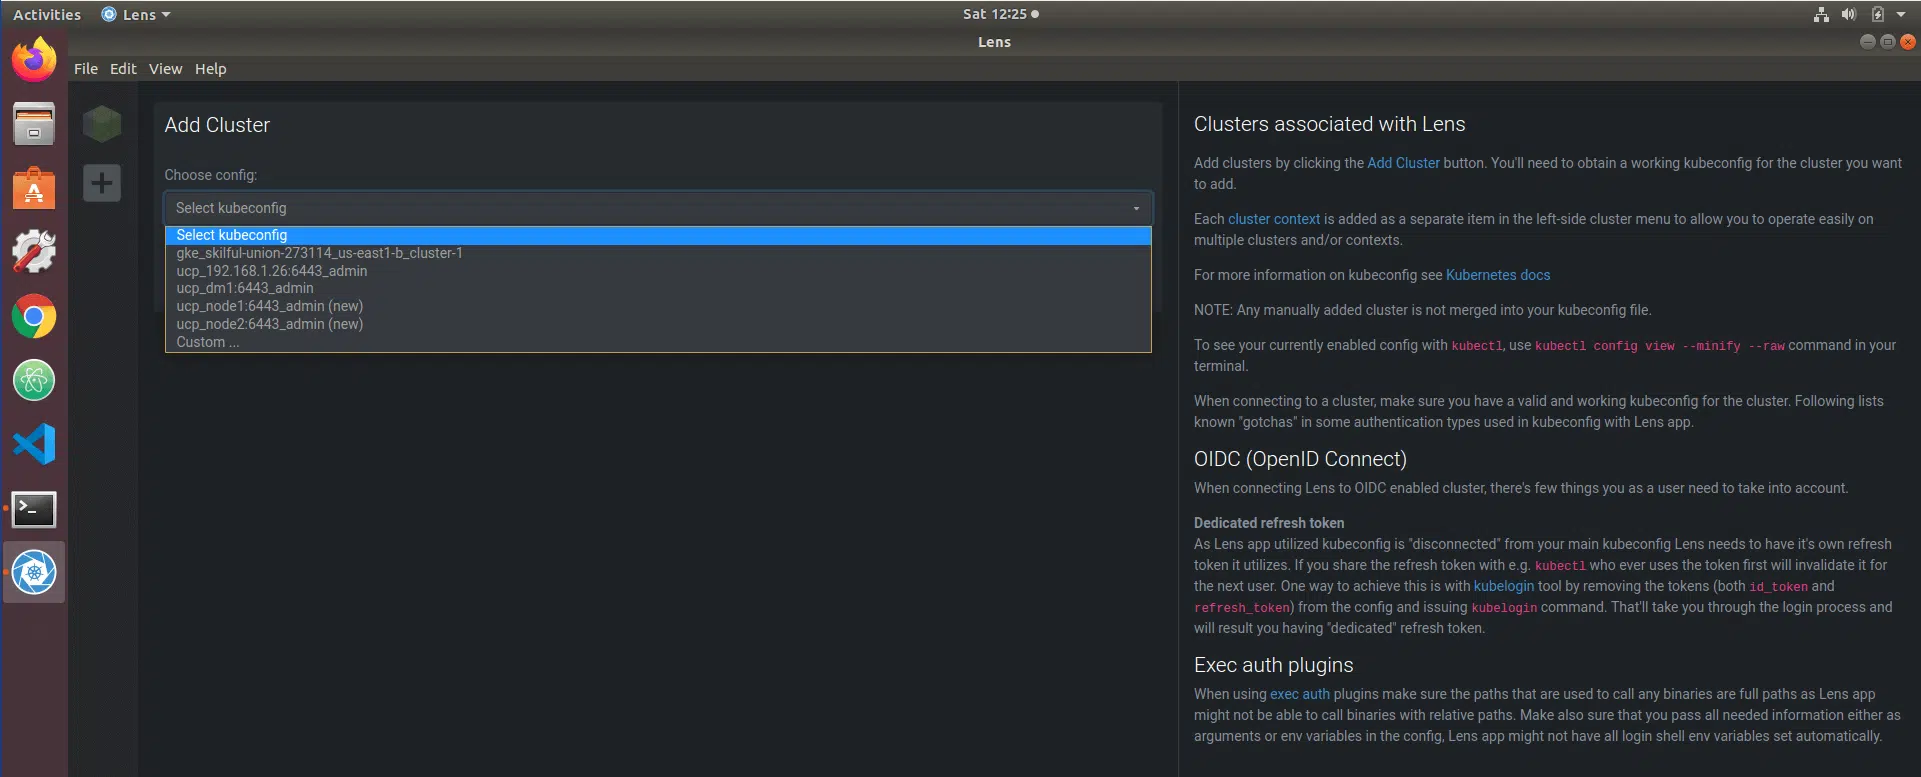 Activities Lens Sat 12:25
Lens
File Edit View Help
Add Cluster
Choose config:
Select kubeconfig
Select kubeconfig
gke_skilful-union-273114_us-east1-b_cluster-1
ucp_192.168.1.26:6443_admin
ucp_dm1:6443_admin
ucp_node1:6443_admin (new)
ucp_node2:6443_admin (new)
Custom ...
Clusters associated with Lens
Add clusters by clicking the Add Cluster button. You'll need to obtain a working kubeconfig for the cluster you want
to add.
Each cluster context is added as a separate item in the left-side cluster menu to allow you to operate easily on
multiple clusters and/or contexts.
For more information on kubeconfig see Kubernetes docs
NOTE: Any manually added cluster is not merged into your kubeconfig file.
To see your currently enabled config with kubectl, use kubectl config view --minify --raw command in your
terminal.
When connecting to a cluster, make sure you have a valid and working kubeconfig for the cluster. Following lists
known "gotchas" in some authentication types used in kubeconfig with Lens app.
OIDC (OpenID Connect)
When connecting Lens to OIDC enabled cluster, there's few things you as a user need to take into account.
Dedicated refresh token
As Lens app utilized kubeconfig is "disconnected" from your main kubeconfig Lens needs to have it's own refresh
token it utilizes. If you share the refresh token with e.g. kubectl who ever uses the token first will invalidate it for
the next user. One way to achieve this is with kubelogin tool by removing the tokens (both id_token and
refresh_token) from the config and issuing kubelogin command. That'll take you through the login process and
will result you having "dedicated" refresh token.
Exec auth plugins
When using exec auth plugins make sure the paths that are used to call any binaries are full paths as Lens app
might not be able to call binaries with relative paths. Make also sure that you pass all needed information either as
arguments or env variables in the config, Lens app might not have all login shell env variables set automatically.